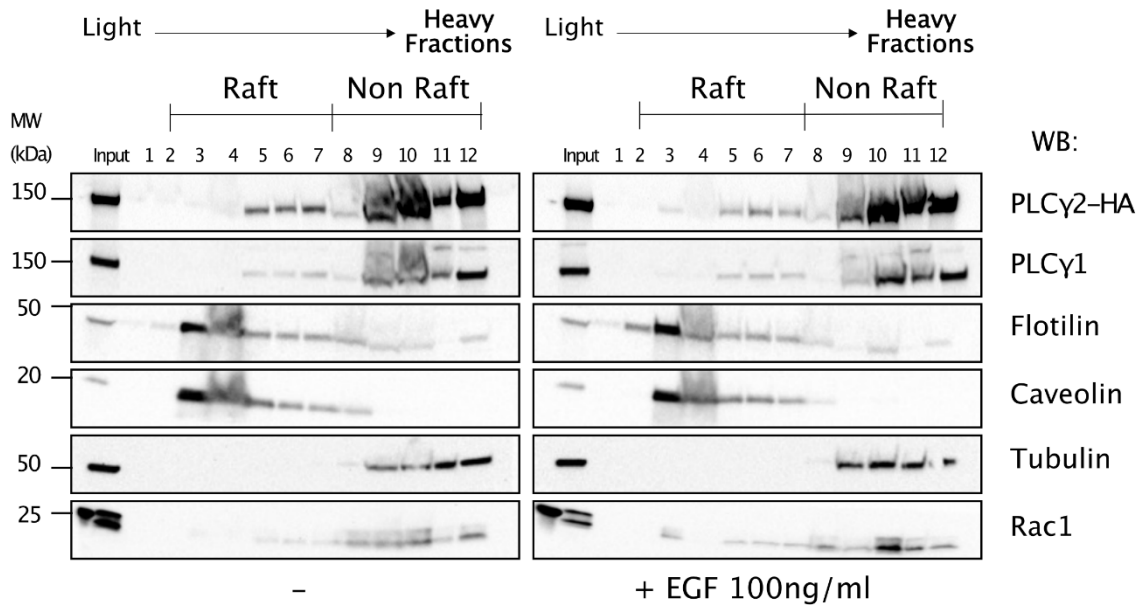 Light Heavy Fractions Light Heavy Fractions
Raft Non Raft Raft Non Raft
MW (kDa) Input 1 2 3 4 5 6 7 8 9 10 11 12 Input 1 2 3 4 5 6 7 8 9 10 11 12 WB:
150 PLCγ2–HA
150 PLCγ1
50 Flotilin
20 Caveolin
50 Tubulin
25 Rac1
– + EGF 100ng/ml